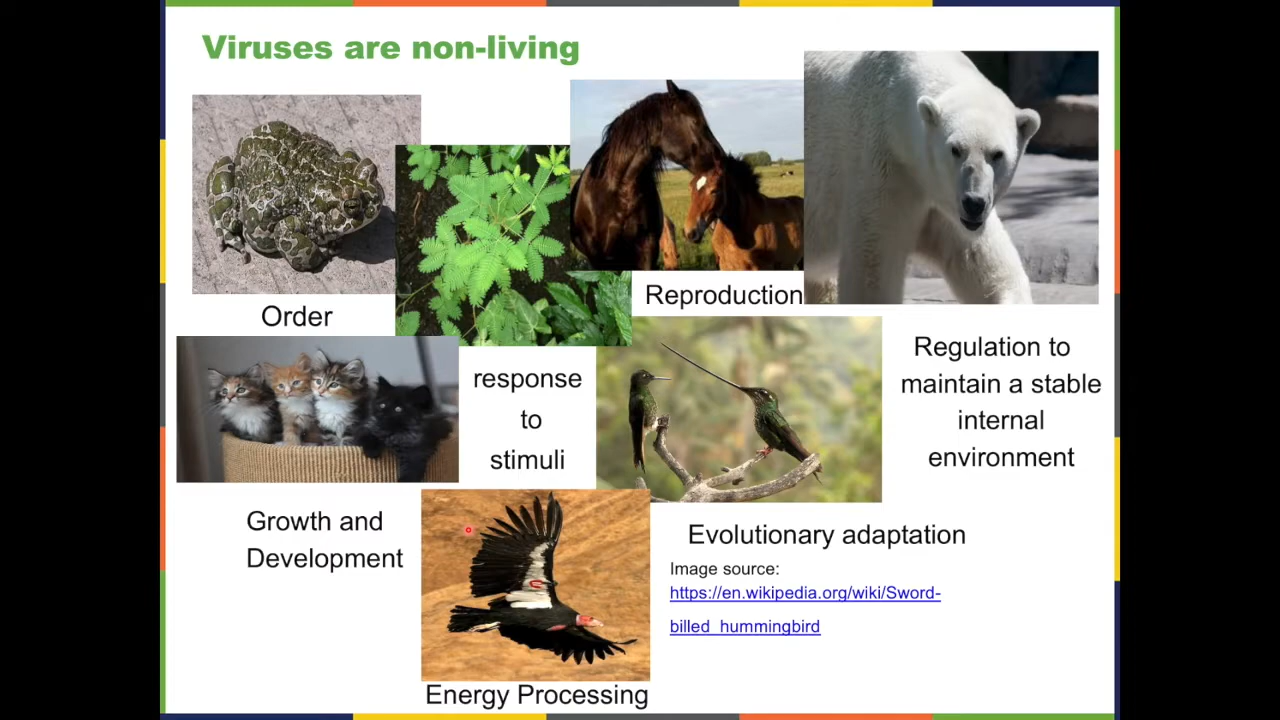 Viruses are non-living
Order
Reproduction
Regulation to
maintain a stable
internal
environment
response
to
stimuli
Growth and
Development
Evolutionary adaptation
Image source:
https://en.wikipedia.org/wiki/Sword-
billed_hummingbird
Energy Processing